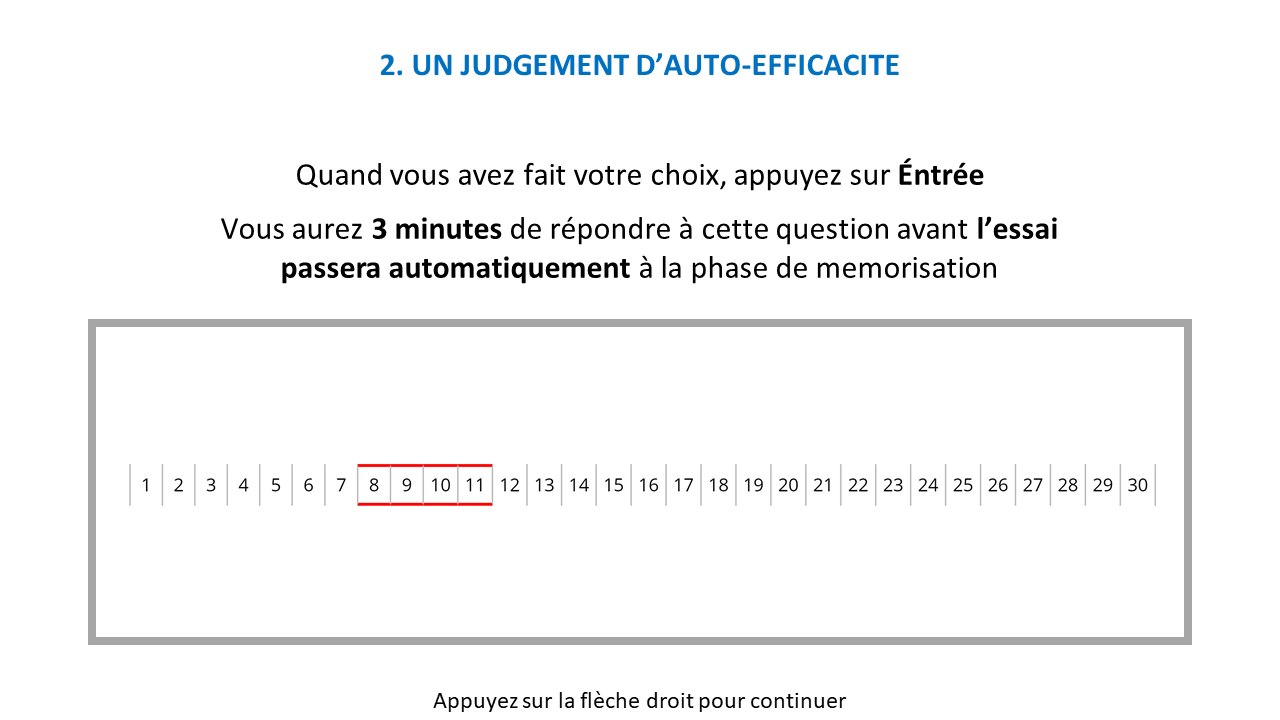 2. UN JUDGEMENT D’AUTO-EFFICACITE
Quand vous avez fait votre choix, appuyez sur Éntrée
Vous aurez 3 minutes de répondre à cette question avant l’essai
passera automatiquement à la phase de memorisation
1 2 3 4 5 6 7 8 9 10 11 12 13 14 15 16 17 18 19 20 21 22 23 24 25 26 27 28 29 30
Appuyez sur la flèche droit pour continuer